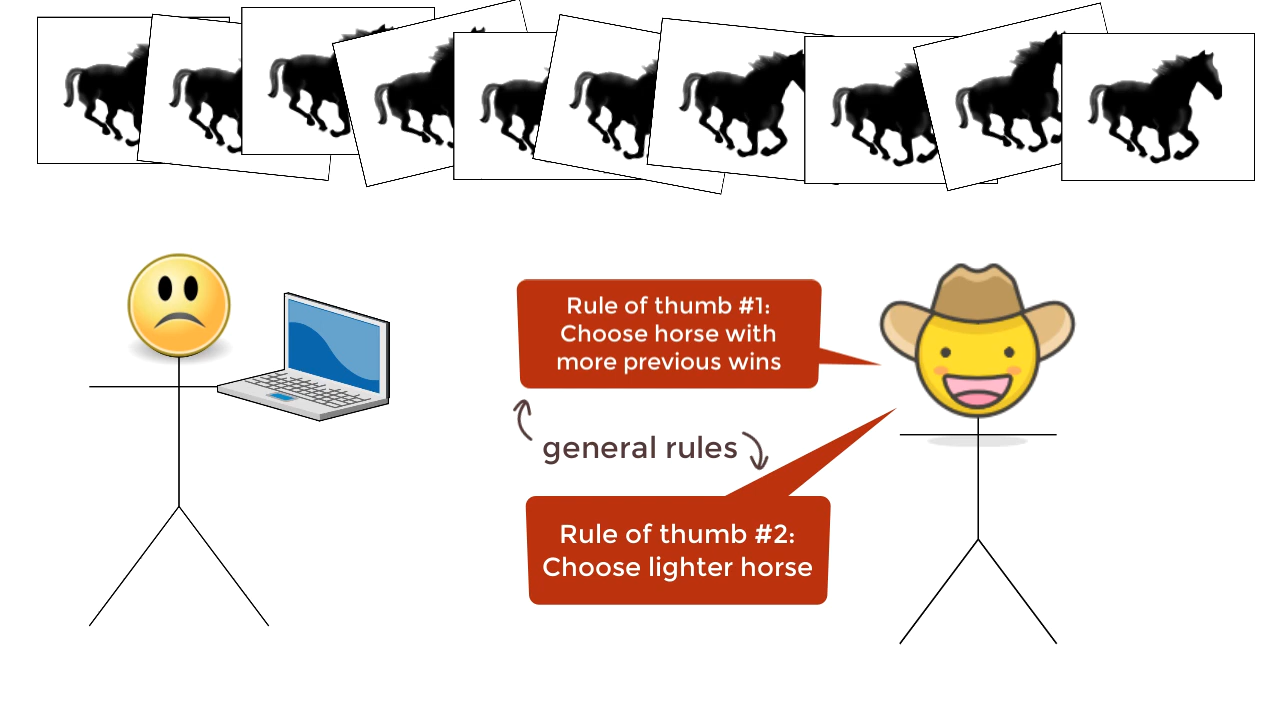 Rule of thumb #1:
Choose horse with
more previous wins
general rules
Rule of thumb #2:
Choose lighter horse